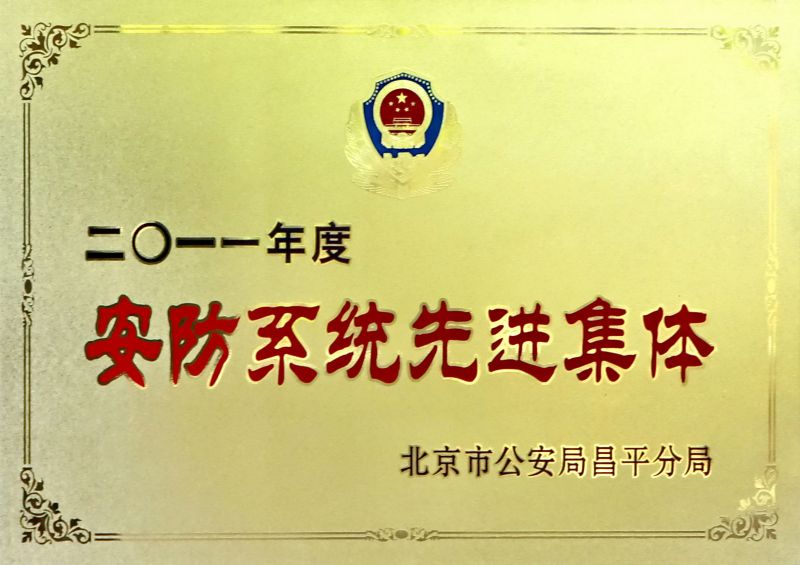 二〇一一年度
安防系统先进集体
北京市公安局昌平分局